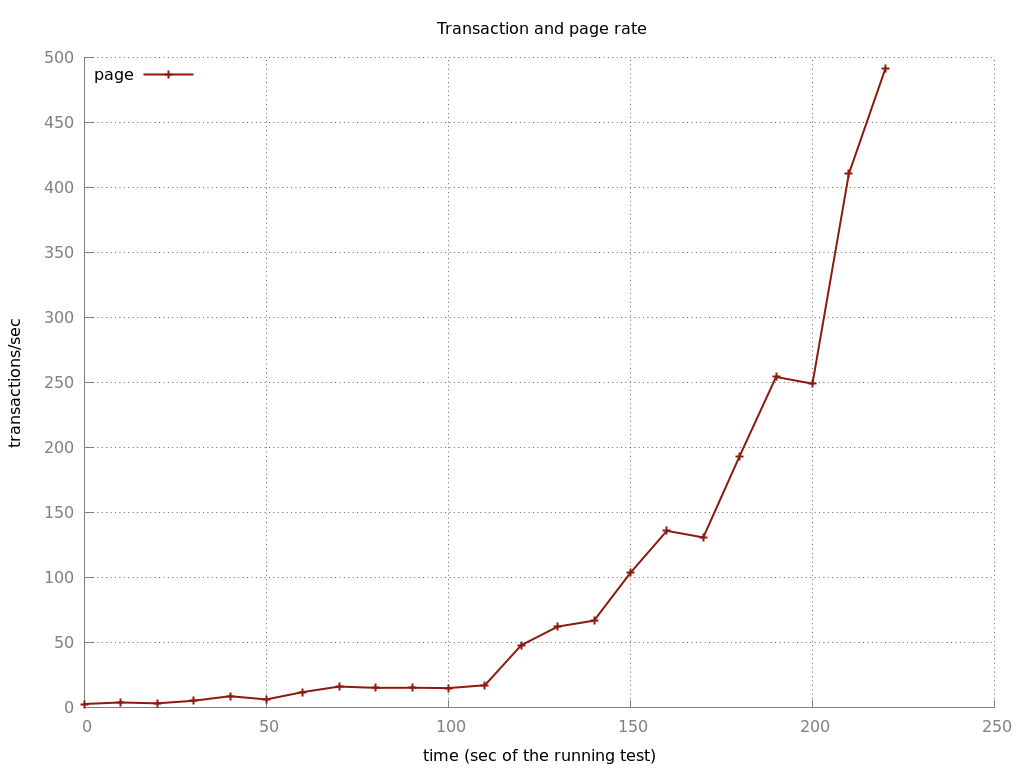 Transaction and page rate
500
page
450
400
350
300
250
200
150
100
50
0
transactions/sec
0 50 100 150 200 250
time (sec of the running test)